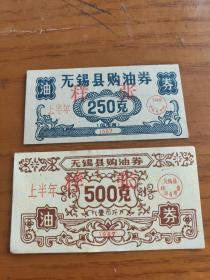 无锡县购油券
油 250克 券
样张
上半年
1987
无锡县购油券
500克
样张
上半年
油 券